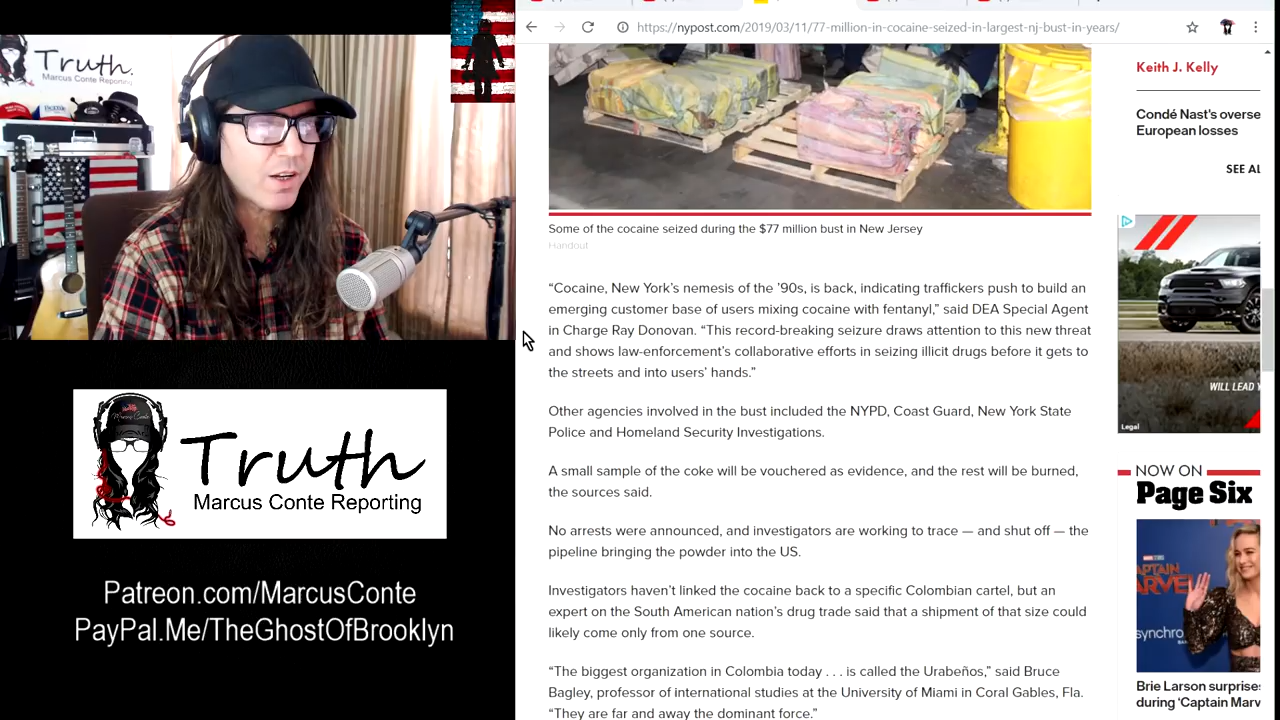 https://nypost.com/2019/03/11/77-million-in-cocaine-seized-in-largest-nj-bust-in-years/
Truth.
Marcus Conte Reporting
Some of the cocaine seized during the $77 million bust in New Jersey
Handout
“Cocaine, New York’s nemesis of the ’90s, is back, indicating traffickers push to build an
emerging customer base of users mixing cocaine with fentanyl,” said DEA Special Agent
in Charge Ray Donovan. “This record-breaking seizure draws attention to this new threat
and shows law-enforcement’s collaborative efforts in seizing illicit drugs before it gets to
the streets and into users’ hands.”
Other agencies involved in the bust included the NYPD, Coast Guard, New York State
Police and Homeland Security Investigations.
A small sample of the coke will be vouchered as evidence, and the rest will be burned,
the sources said.
No arrests were announced, and investigators are working to trace — and shut off — the
pipeline bringing the powder into the US.
Investigators haven’t linked the cocaine back to a specific Colombian cartel, but an
expert on the South American nation’s drug trade said that a shipment of that size could
likely come only from one source.
“The biggest organization in Colombia today . . . is called the Urabeños,” said Bruce
Bagley, professor of international studies at the University of Miami in Coral Gables, Fla.
“They are far and away the dominant force.”
Keith J. Kelly
Condé Nast's overse
European losses
SEE AL
WILL LEAD Y
Legal
NOW ON
Page Six
CAPTAIN
MARVEL
synchro
Brie Larson surprises
during ‘Captain Marv
Marcus Conte
Truth
Marcus Conte Reporting
Patreon.com/MarcusConte
PayPal.Me/TheGhostOfBrooklyn